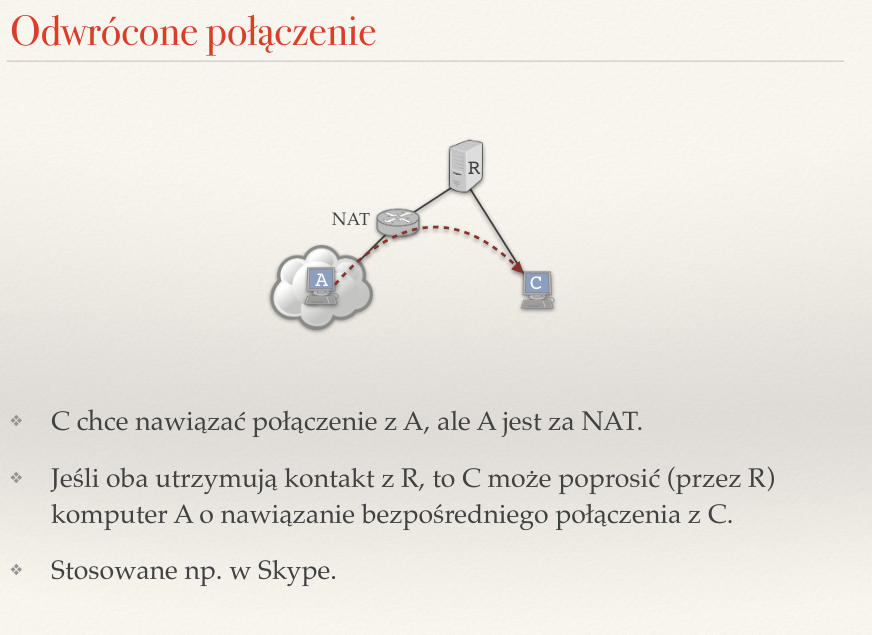 Odwrócone połączenie
R
NAT
A
C
C chce nawiązać połączenie z A, ale A jest za NAT.
Jeśli oba utrzymują kontakt z R, to C może poprosić (przez R)
komputer A o nawiązanie bezpośredniego połączenia z C.
Stosowane np. w Skype.